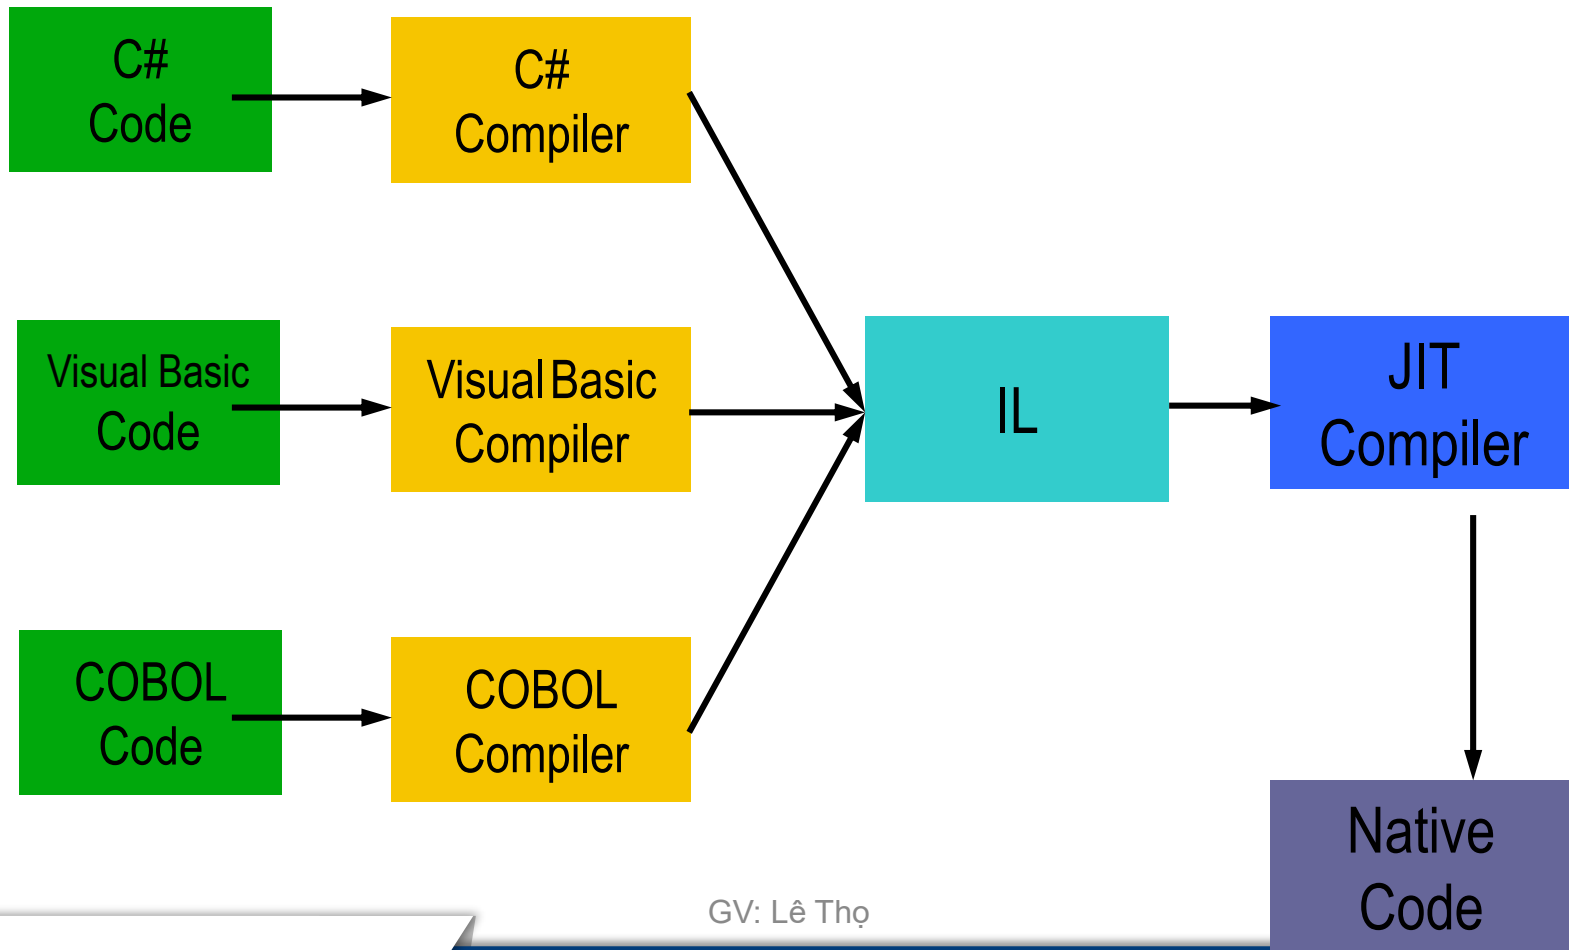 C#
Code
C#
Compiler
Visual Basic
Code
Visual Basic
Compiler
IL
JIT
Compiler
COBOL
Code
COBOL
Compiler
Native
Code
GV: Lê Thọ